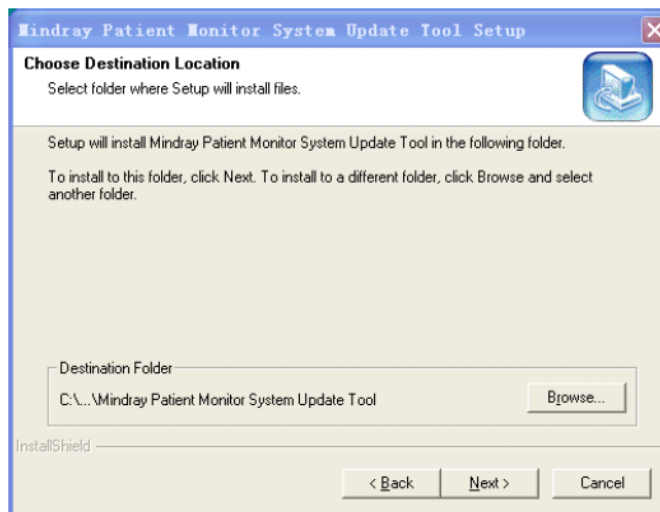 Mindray Patient Monitor System Update Tool Setup
Choose Destination Location
Select folder where Setup will install files.
Setup will install Mindray Patient Monitor System Update Tool in the following folder.
To install to this folder, click Next. To install to a different folder, click Browse and select
another folder.
Destination Folder
C:\...\Mindray Patient Monitor System Update Tool
Browse...
InstallShield
< Back
Next >
Cancel